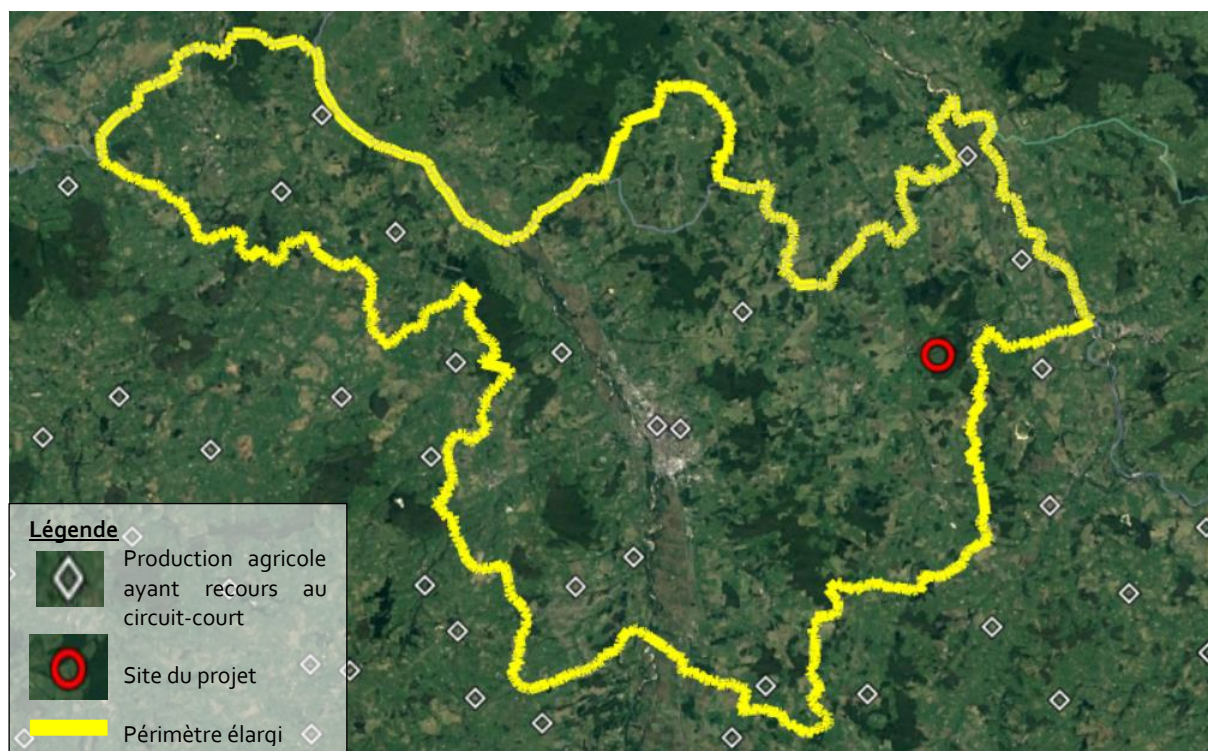 Légende
Production agricole
ayant recours au
circuit-court
Site du projet
Périmètre élargi